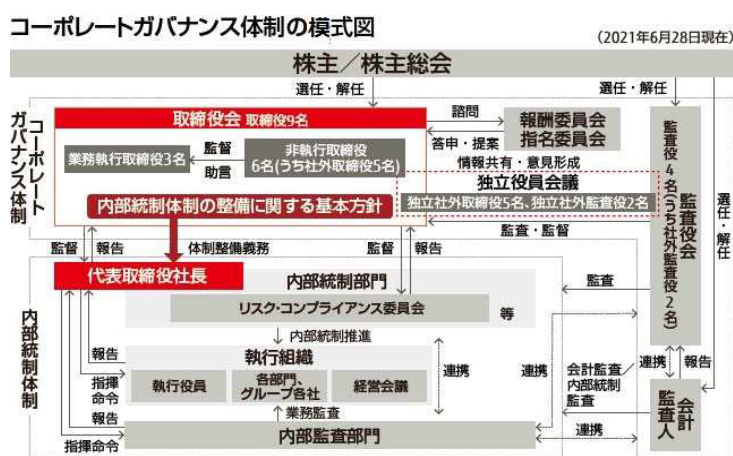 コーポレートガバナンス体制の模式図
(2021年6月28日現在)
株主／株主総会
選任・解任
選任・解任
コーポレート
ガバナンス体制
取締役会 取締役9名
業務執行取締役3名
監督
助言
非執行取締役
6名(うち社外取締役5名)
諮問
答申・提案
報酬委員会
指名委員会
情報共有・意見形成
独立役員会議
独立社外取締役5名、独立社外監査役2名
内部統制体制の整備に関する基本方針
監査・監督
監査役会
監査役4名(うち社外監査役2名)
選任・解任
監督
報告
体制整備義務
監督
報告
内部統制体制
代表取締役社長
内部統制部門
リスク・コンプライアンス委員会
等
監査
内部統制推進
執行組織
執行役員
各部門、
グループ各社
経営会議
報告
指揮
命令
連携
連携
会計監査／
内部統制
監査
連携
報告
会計
監査人
業務監査
報告
指揮命令
内部監査部門
連携